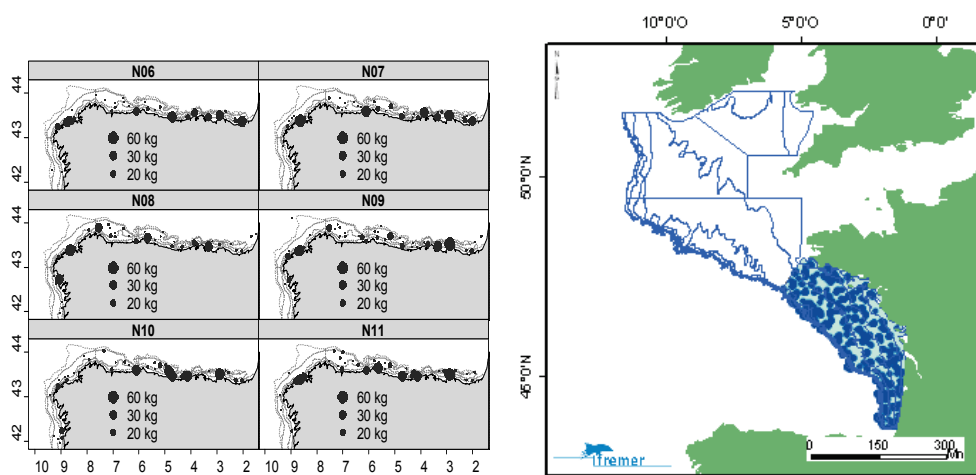 N06 N07
44
43
42
60 kg 60 kg
30 kg 30 kg
20 kg 20 kg
N08 N09
44
43
42
60 kg 60 kg
30 kg 30 kg
20 kg 20 kg
N10 N11
44
43
42
60 kg 60 kg
30 kg 30 kg
20 kg 20 kg
10 9 8 7 6 5 4 3 2 10 9 8 7 6 5 4 3 2
10°0'O 5°0'O 0°0'
N
50°0'N
45°0'N
0 150 300
ifremer